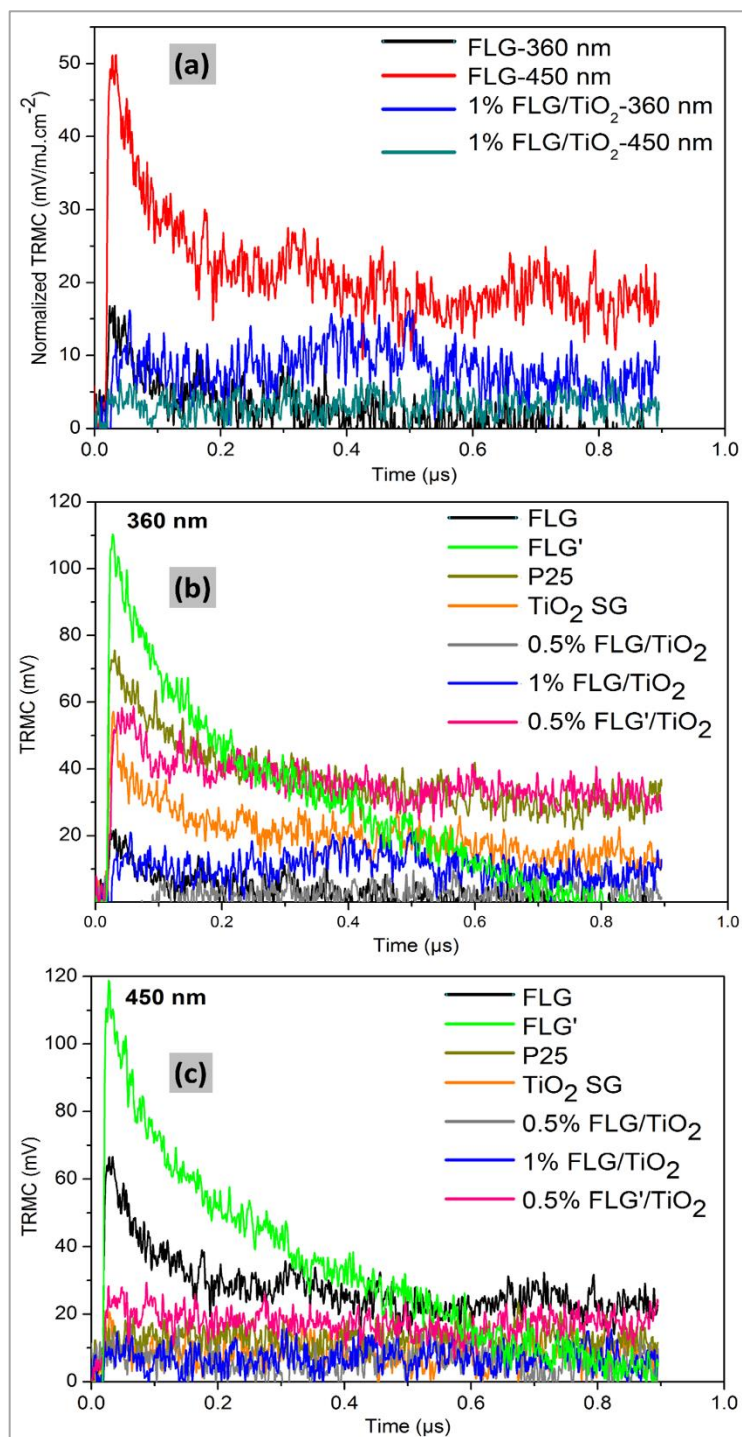 (a)
FLG-360 nm
FLG-450 nm
1% FLG/TiO2-360 nm
1% FLG/TiO2-450 nm
Normalized TRMC (mV/mJ.cm-2)
50
40
30
20
10
0
0.0 0.2 0.4 0.6 0.8 1.0
Time (µs)
360 nm
(b)
FLG
FLG'
P25
TiO2 SG
0.5% FLG/TiO2
1% FLG/TiO2
0.5% FLG'/TiO2
TRMC (mV)
120
100
80
60
40
20
0.0 0.2 0.4 0.6 0.8 1.0
Time (µs)
450 nm
(c)
FLG
FLG'
P25
TiO2 SG
0.5% FLG/TiO2
1% FLG/TiO2
0.5% FLG'/TiO2
TRMC (mV)
120
100
80
60
40
20
0
0.0 0.2 0.4 0.6 0.8 1.0
Time (µs)